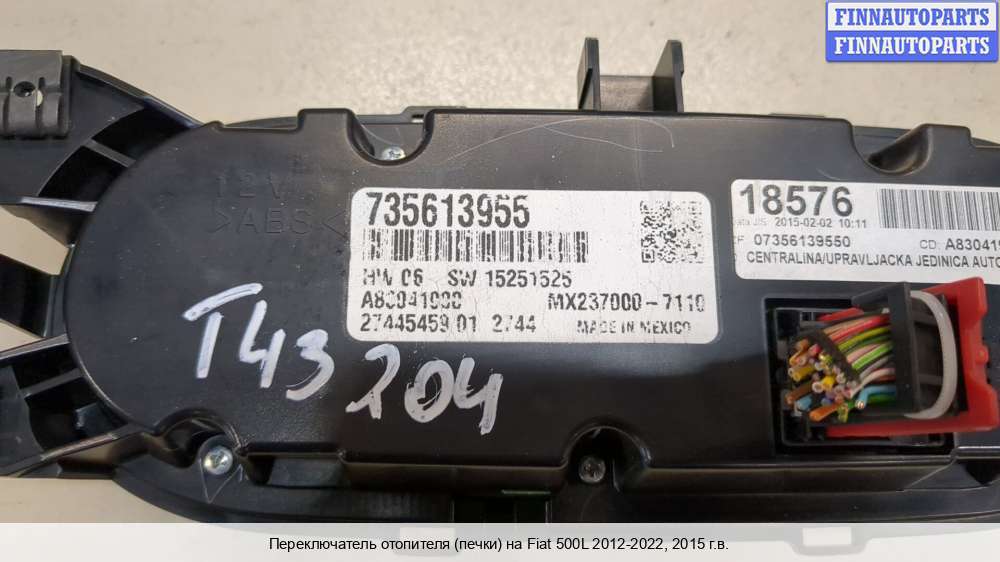 FINNAUTOPARTS
FINNAUTOPARTS
12V
>ABS<
735613955
HW 06 SW 15251525
A83041900 MX237000-7110
27445459 01 2744
MADE IN MEXICO
18576
2015-02-02 10:11
07356139550 CD: A83041
CENTRALINA/UPRAVLJACKA JEDINICA AUTO
T43204
Переключатель отопителя (печки) на Fiat 500L 2012-2022, 2015 г.в.